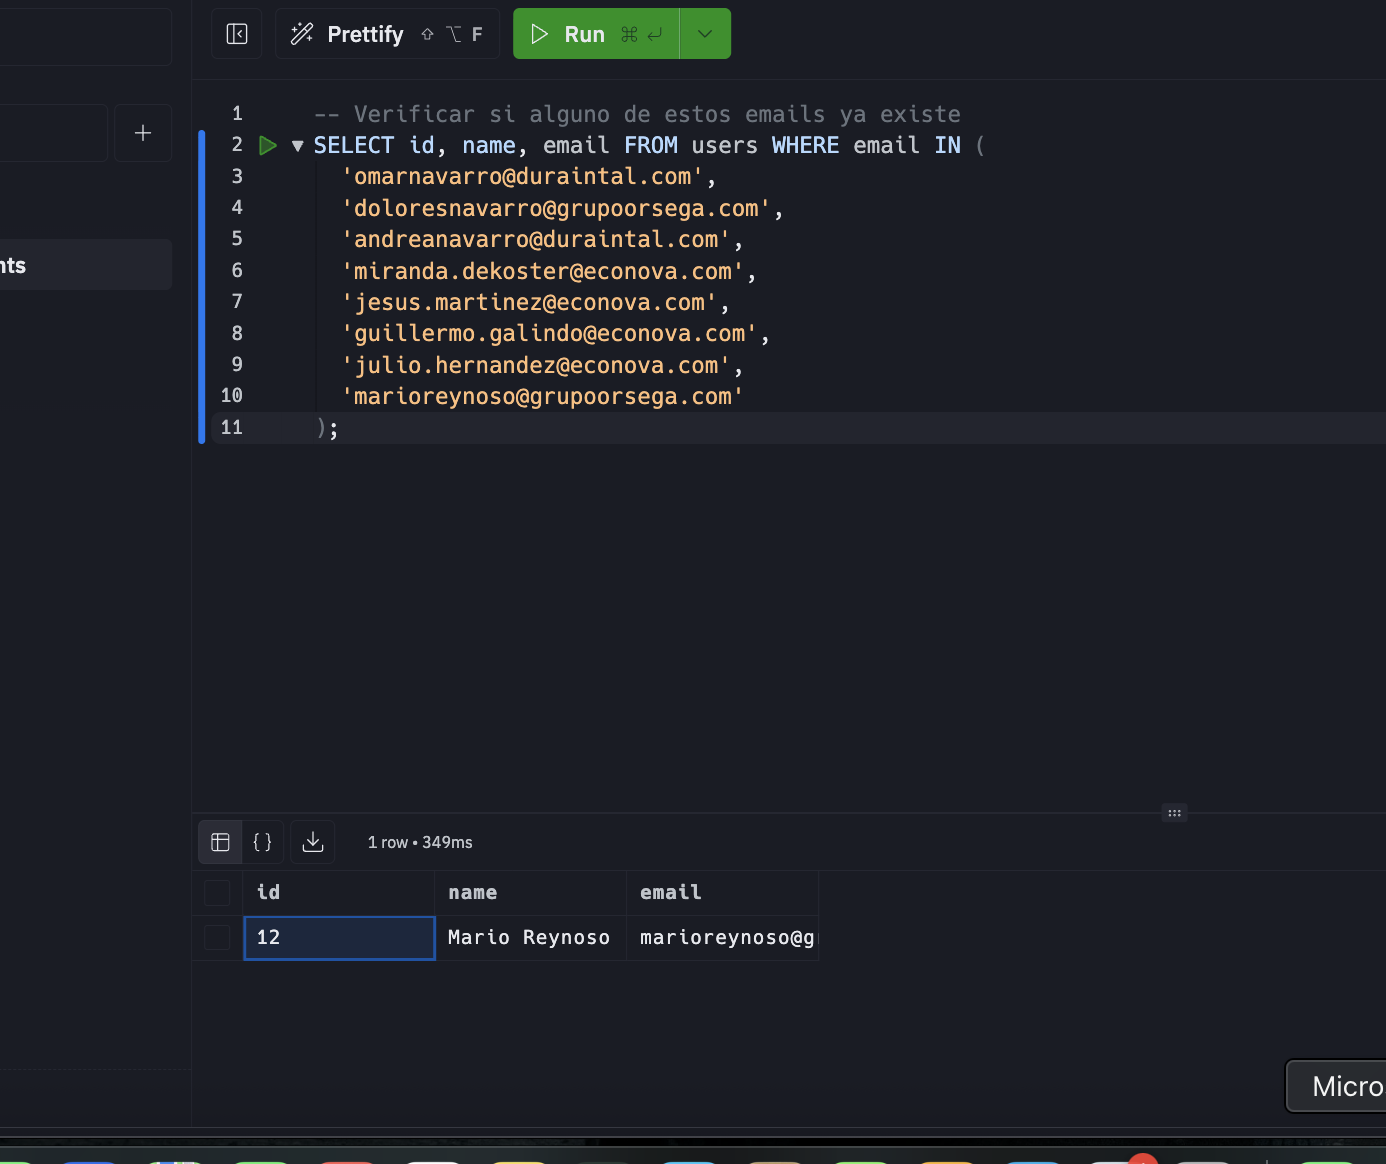 Prettify ⇧ ⌥ F
Run ⌘ ↵
1 -- Verificar si alguno de estos emails ya existe
2 SELECT id, name, email FROM users WHERE email IN (
3 'omarnavarro@duraintal.com',
4 'doloresnavarro@grupoorsega.com',
5 'andreanavarro@duraintal.com',
6 'miranda.dekoster@econova.com',
7 'jesus.martinez@econova.com',
8 'guillermo.galindo@econova.com',
9 'julio.hernandez@econova.com',
10 'marioreynoso@grupoorsega.com'
11 );
nts
{ } 1 row • 349ms
id name email
12 Mario Reynoso marioreynoso@g
Micro